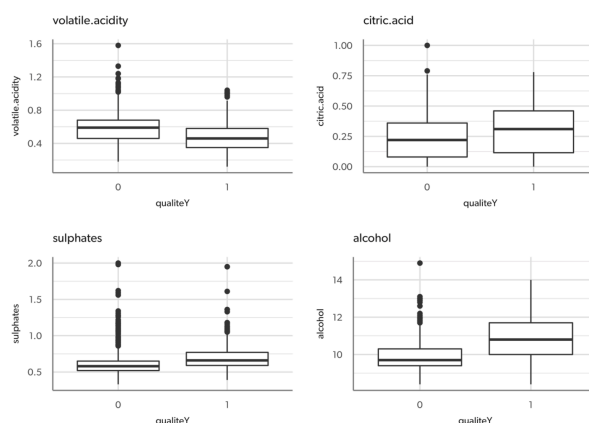 volatile.acidity
1.6
1.2
0.8
0.4
volatile.acidity
0 1
qualiteY
citric.acid
1.00
0.75
0.50
0.25
0.00
citric.acid
0 1
qualiteY
sulphates
2.0
1.5
1.0
0.5
sulphates
0 1
qualiteY
alcohol
14
12
10
alcohol
0 1
qualiteY